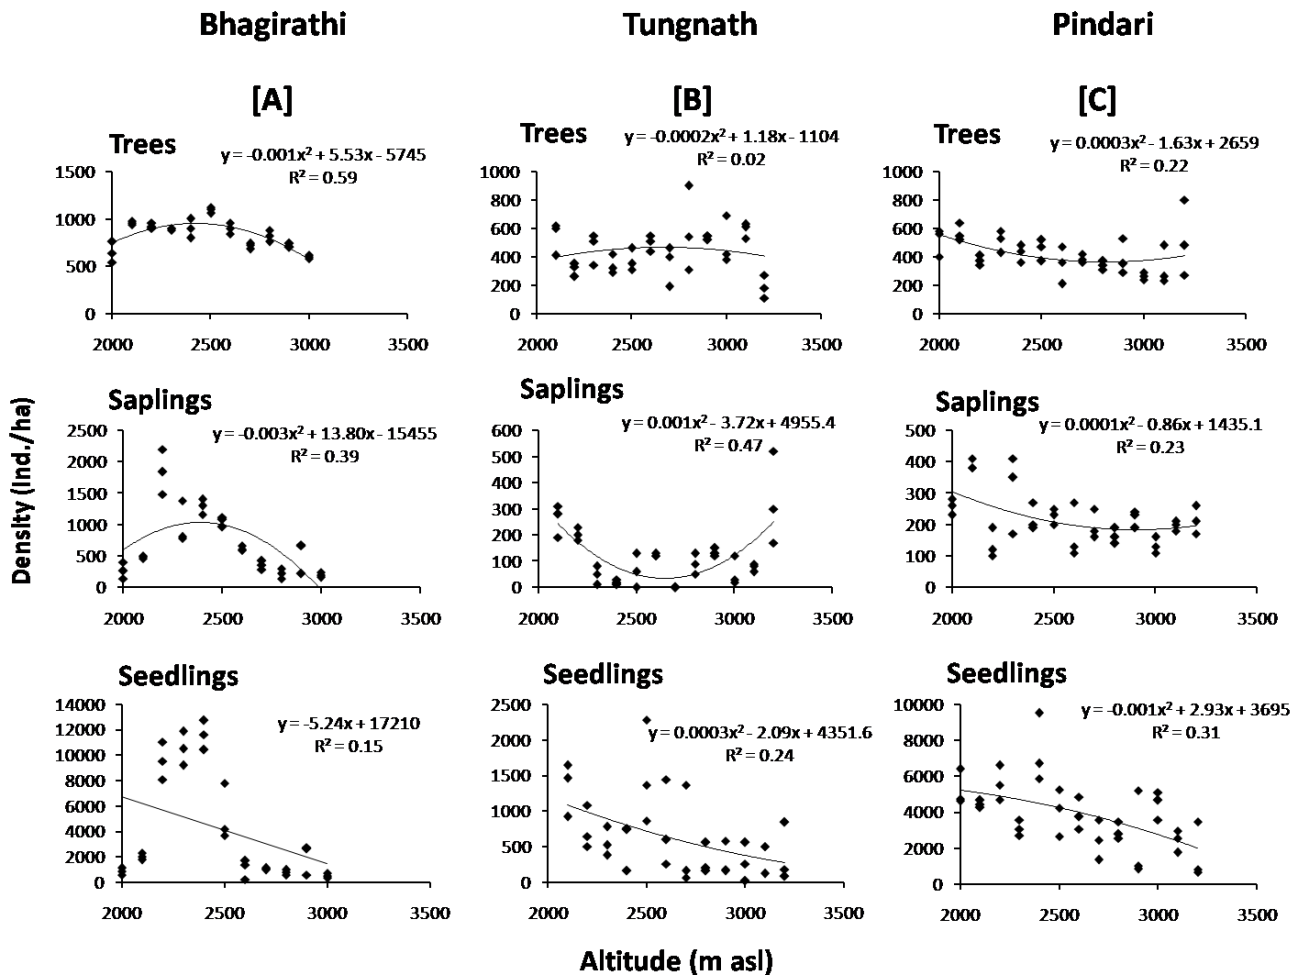 Bhagirathi
Tungnath
Pindari
[A]
[B]
[C]
Trees
y = -0.001x² + 5.53x - 5745
R² = 0.59
1500
1000
500
0
2000 2500 3000 3500
Trees
y = -0.0002x² + 1.18x - 1104
R² = 0.02
1000
800
600
400
200
0
2000 2500 3000 3500
Trees
y = 0.0003x² - 1.63x + 2659
R² = 0.22
1000
800
600
400
200
0
2000 2500 3000 3500
Density (Ind./ha)
Saplings
y = -0.003x² + 13.80x - 15455
R² = 0.39
2500
2000
1500
1000
500
0
2000 2500 3000 3500
Saplings
y = 0.001x² - 3.72x + 4955.4
R² = 0.47
600
500
400
300
200
100
0
2000 2500 3000 3500
Saplings
y = 0.0001x² - 0.86x + 1435.1
R² = 0.23
500
400
300
200
100
0
2000 2500 3000 3500
Seedlings
y = -5.24x + 17210
R² = 0.15
14000
12000
10000
8000
6000
4000
2000
0
2000 2500 3000 3500
Seedlings
y = 0.0003x² - 2.09x + 4351.6
R² = 0.24
2500
2000
1500
1000
500
0
2000 2500 3000 3500
Seedlings
y = -0.001x² + 2.93x + 3695
R² = 0.31
10000
8000
6000
4000
2000
0
2000 2500 3000 3500
Altitude (m asl)